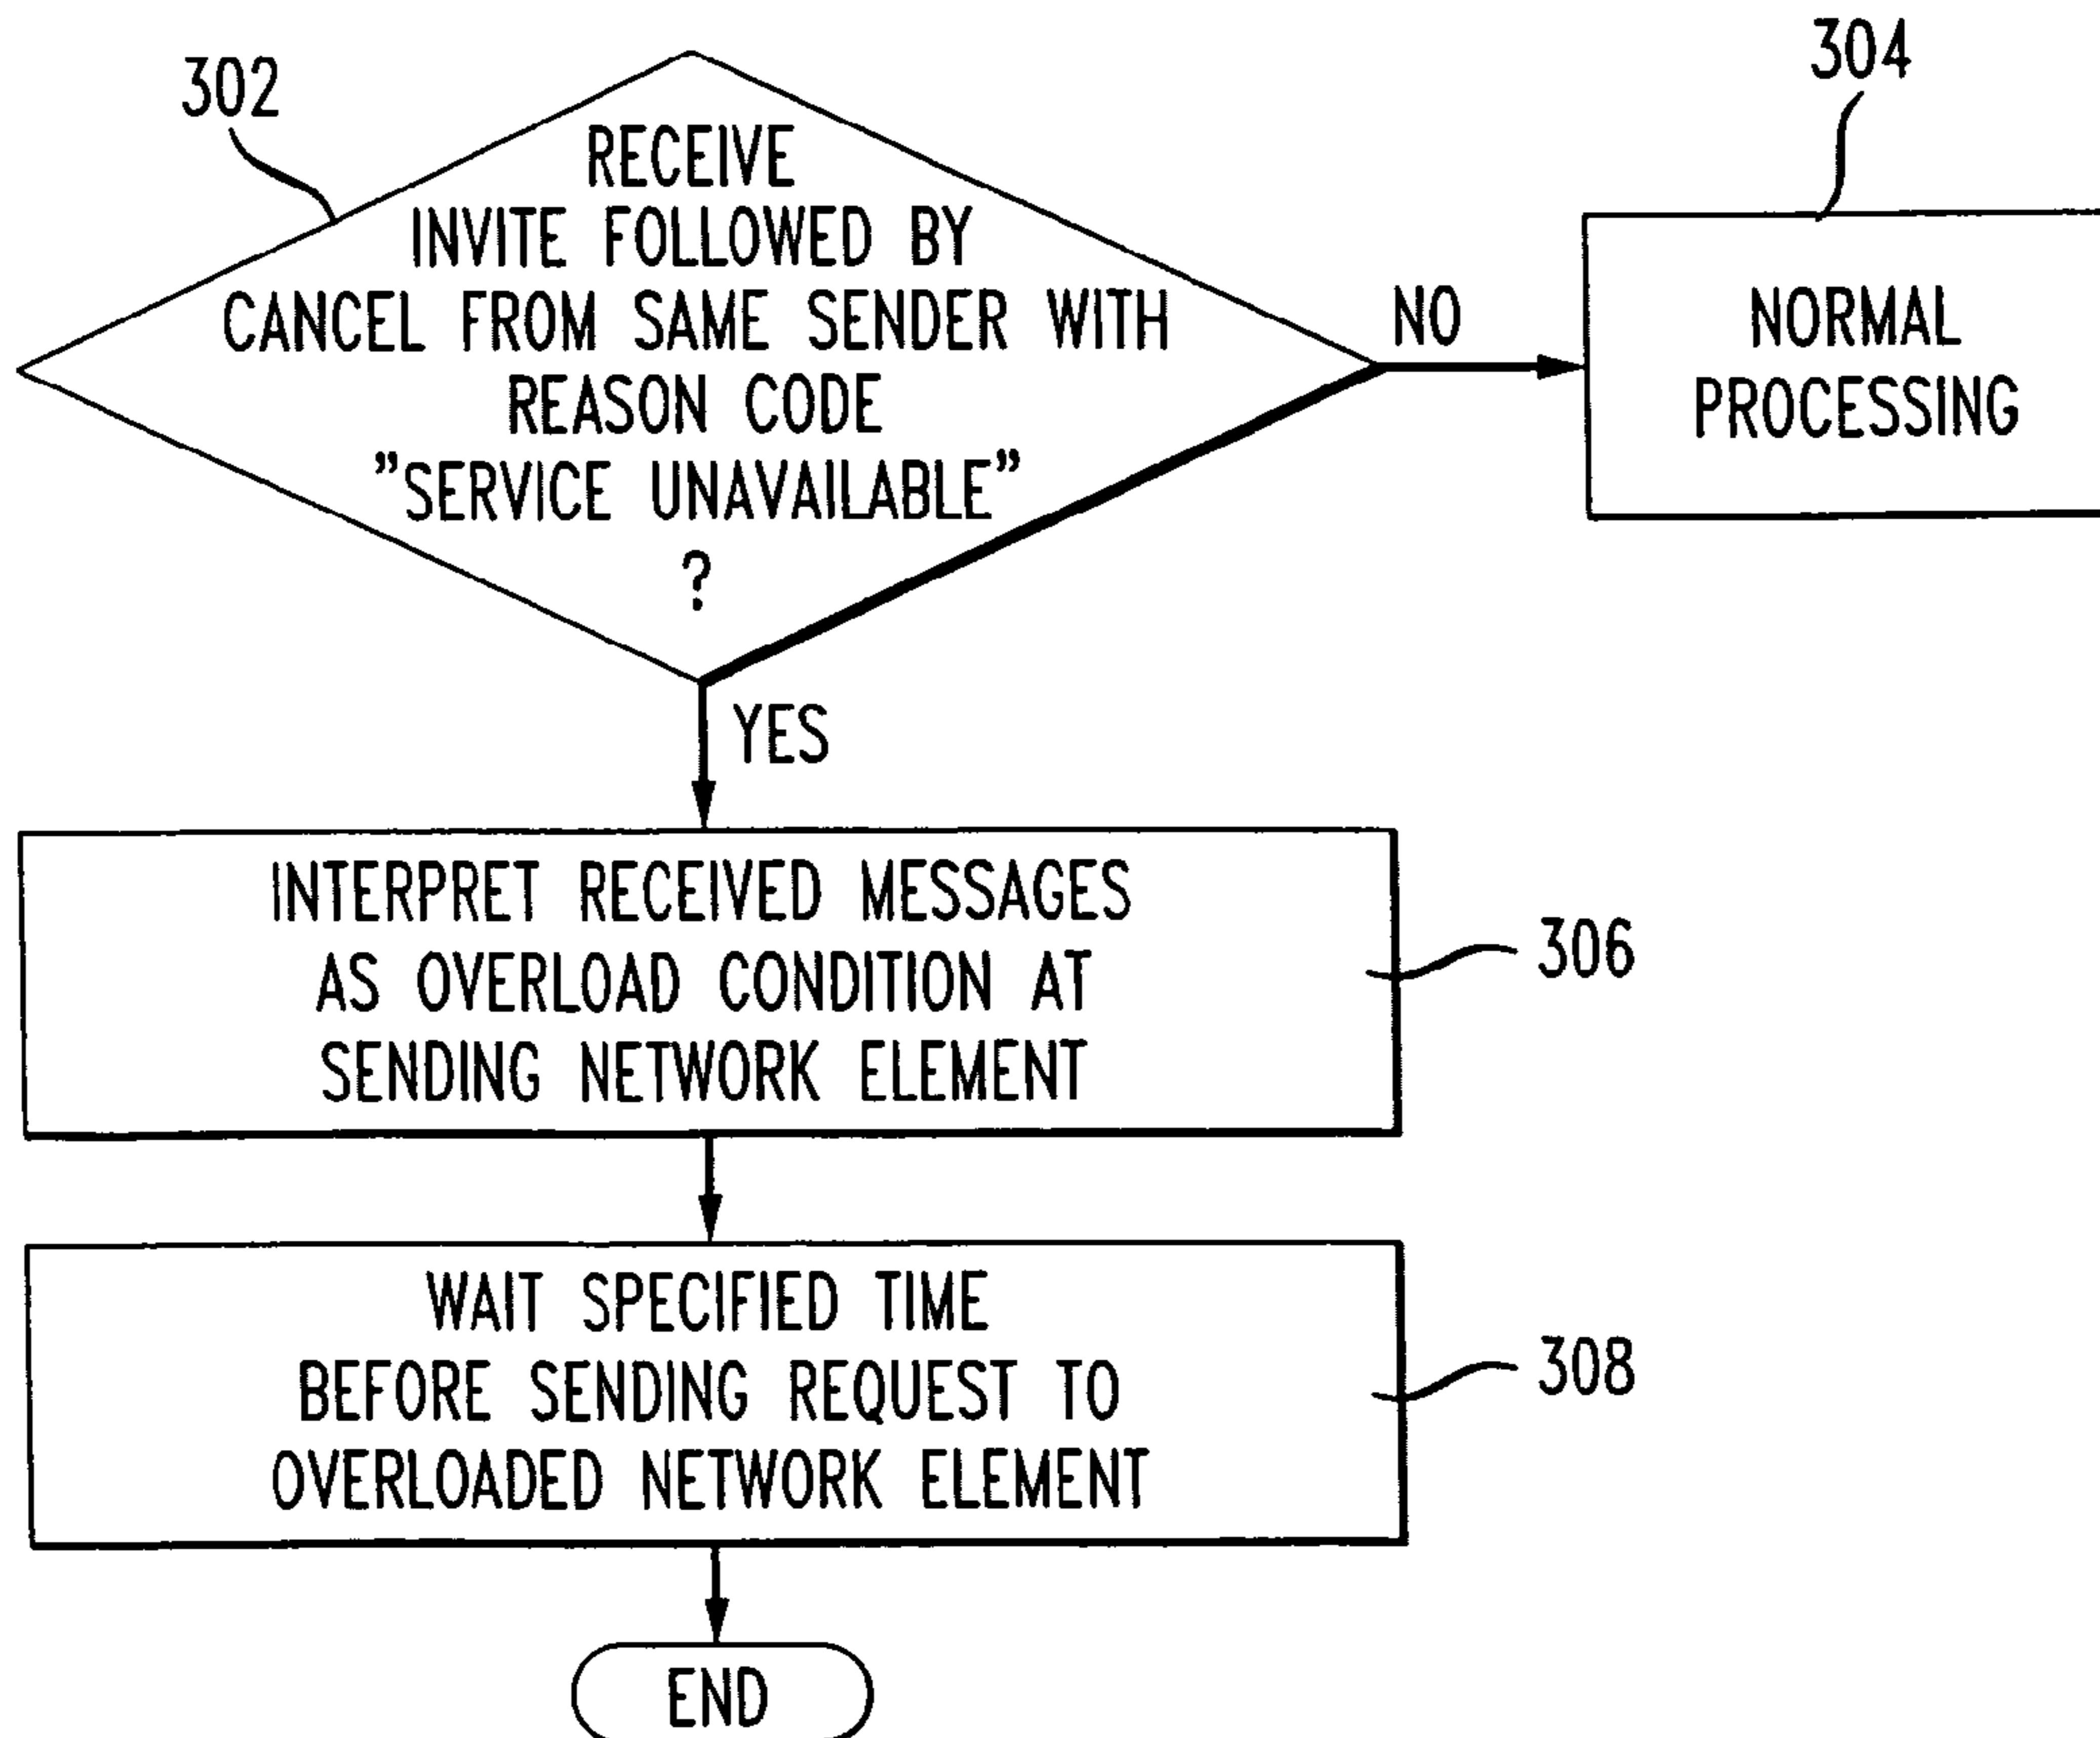 302
RECEIVE
INVITE FOLLOWED BY
CANCEL FROM SAME SENDER WITH
REASON CODE
”SERVICE UNAVAILABLE”
?
NO
304
NORMAL
PROCESSING
YES
INTERPRET RECEIVED MESSAGES
AS OVERLOAD CONDITION AT
SENDING NETWORK ELEMENT
306
WAIT SPECIFIED TIME
BEFORE SENDING REQUEST TO
OVERLOADED NETWORK ELEMENT
308
END